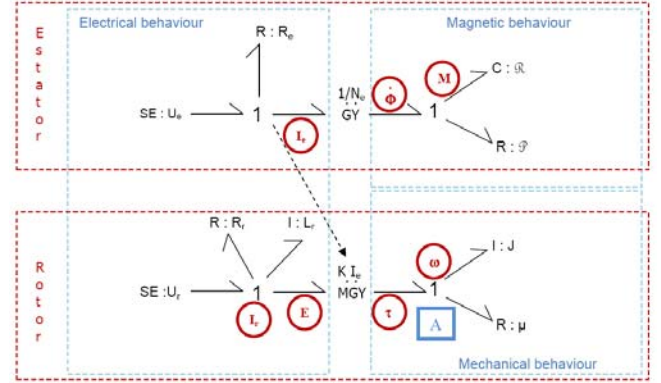 Estator
Electrical behaviour
Magnetic behaviour
R : Rₑ
SE : Uₑ
1
Iₑ
1/Nₑ
GY
Φ̇
M
1
C : ℛ
R : 𝒫
Rotor
R : Rᵣ
I : Lᵣ
SE :Uᵣ
1
Iᵣ
E
K Iₑ
MGY
τ
ω
1
A
I : J
R : μ
Mechanical behaviour